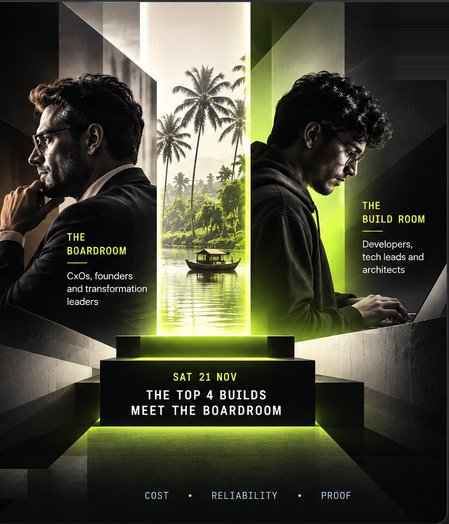 THE
BOARDROOM
CxOs, founders
and transformation
leaders
THE
BUILD ROOM
Developers,
tech leads and
architects
SAT 21 NOV
THE TOP 4 BUILDS
MEET THE BOARDROOM
COST • RELIABILITY • PROOF